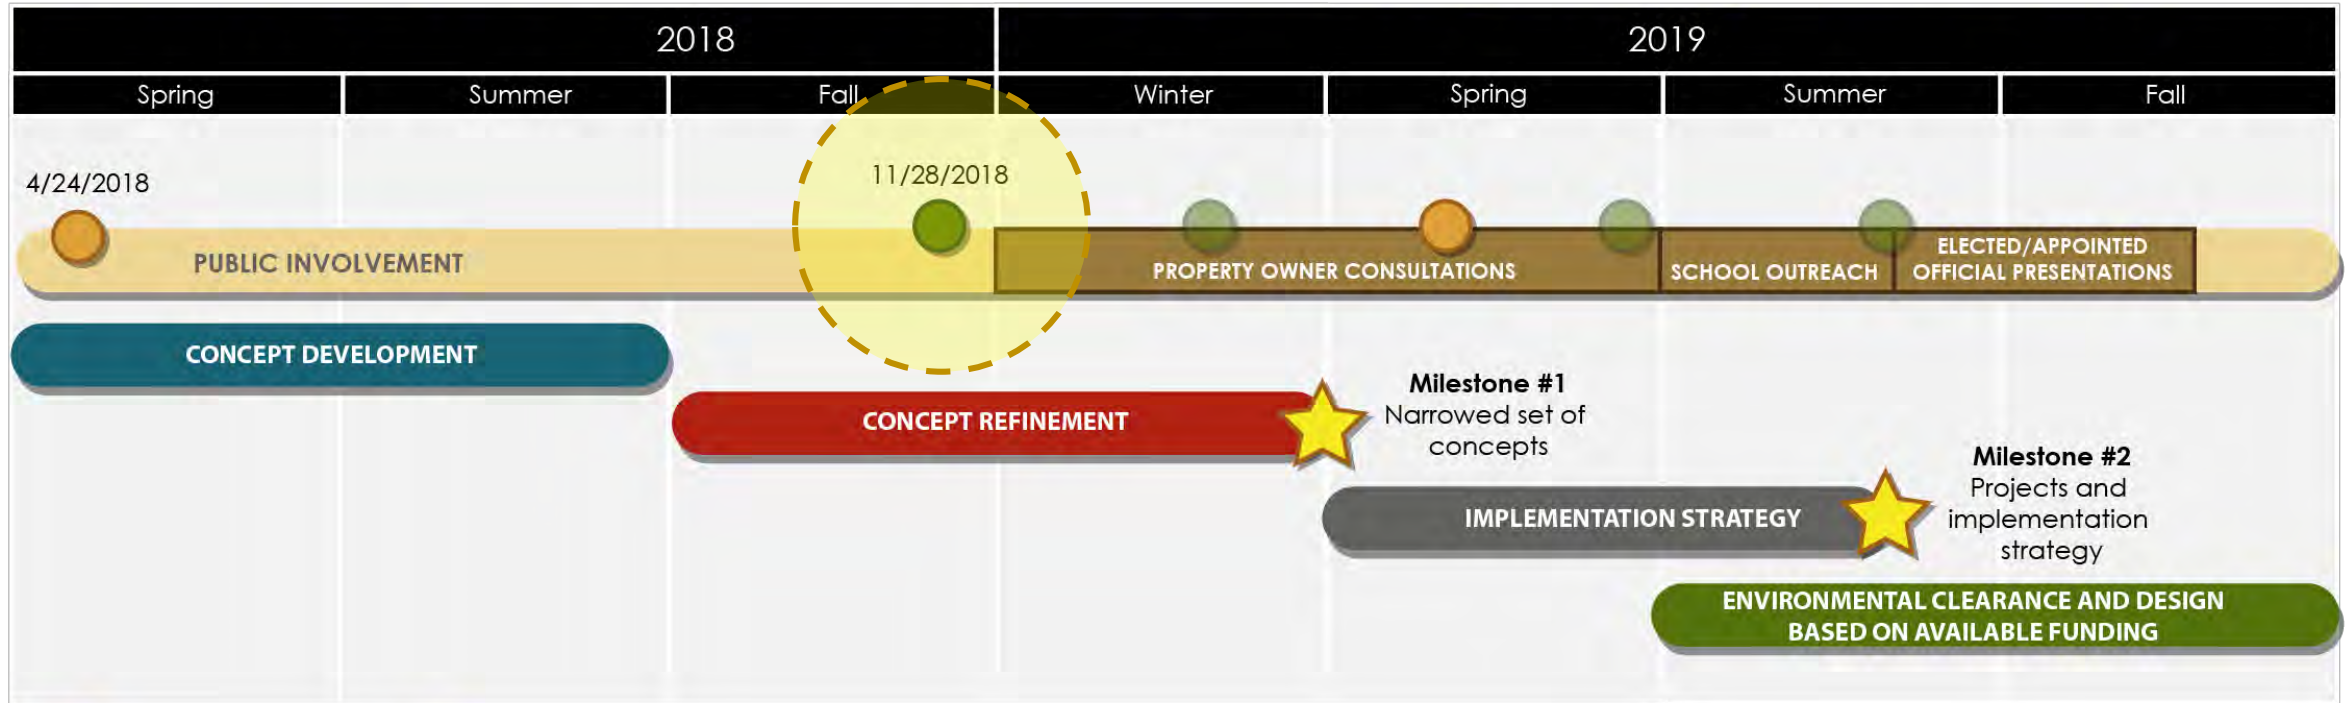 2018
2019
Spring
Summer
Fall
Winter
Spring
Summer
Fall
4/24/2018
11/28/2018
PUBLIC INVOLVEMENT
PROPERTY OWNER CONSULTATIONS
SCHOOL OUTREACH
ELECTED/APPOINTED
OFFICIAL PRESENTATIONS
CONCEPT DEVELOPMENT
CONCEPT REFINEMENT
Milestone #1
Narrowed set of
concepts
IMPLEMENTATION STRATEGY
Milestone #2
Projects and
implementation
strategy
ENVIRONMENTAL CLEARANCE AND DESIGN
BASED ON AVAILABLE FUNDING